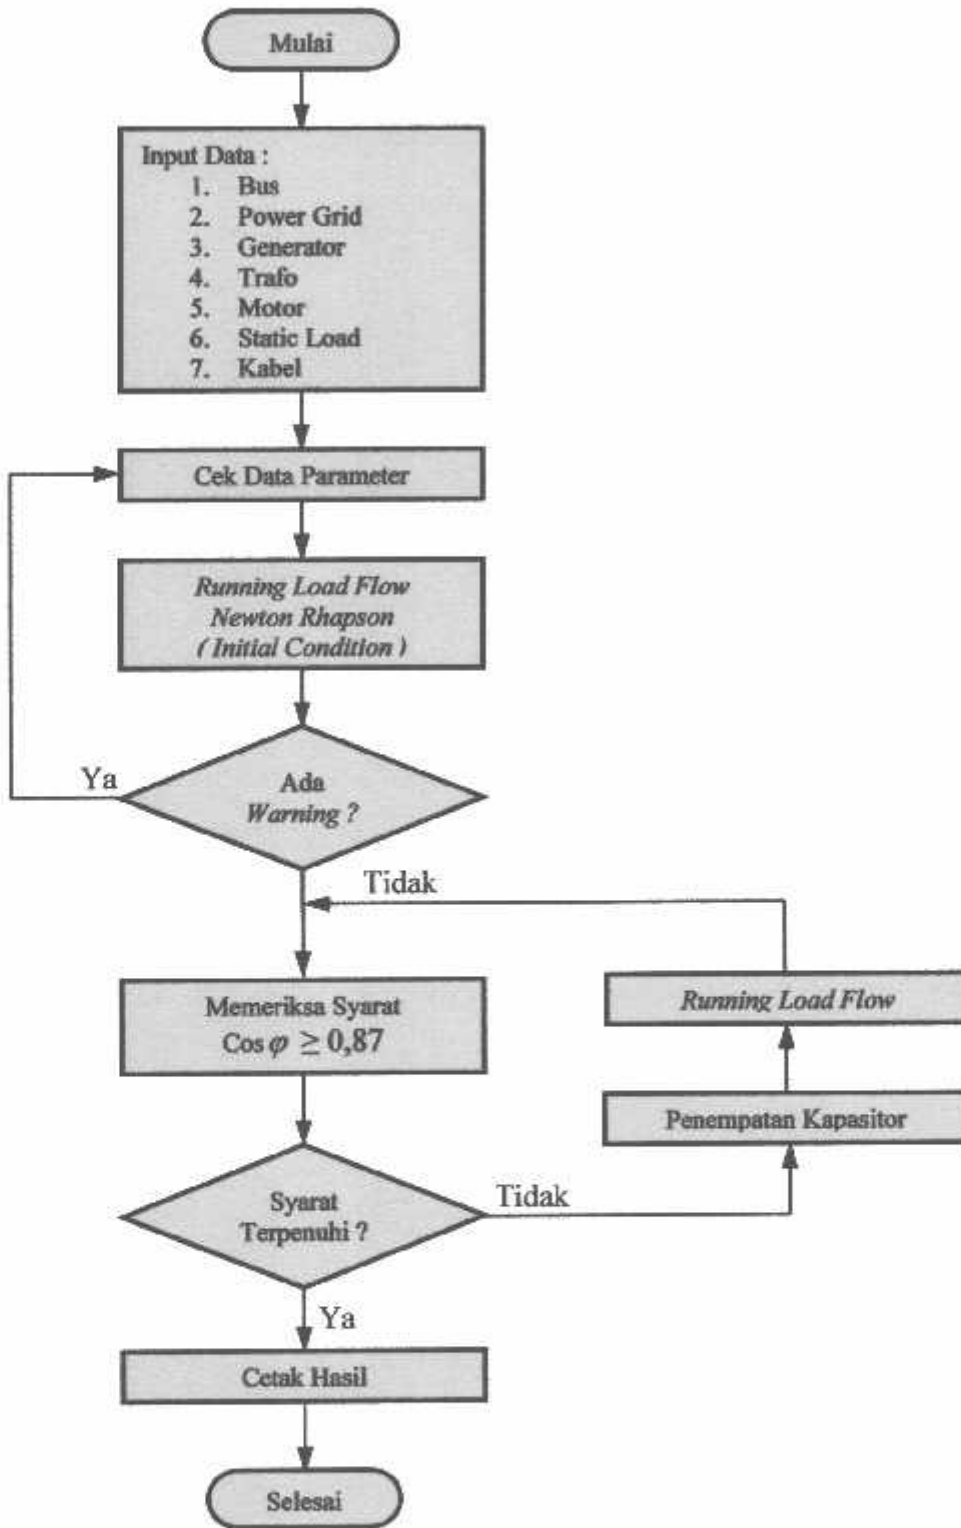 Mulai
Input Data :
1. Bus
2. Power Grid
3. Generator
4. Trafo
5. Motor
6. Static Load
7. Kabel
Cek Data Parameter
Running Load Flow
Newton Rhapson
( Initial Condition )
Ya
Ada
Warning ?
Tidak
Memeriksa Syarat
Cos φ ≥ 0,87
Running Load Flow
Penempatan Kapasitor
Syarat
Terpenuhi ?
Tidak
Ya
Cetak Hasil
Selesai